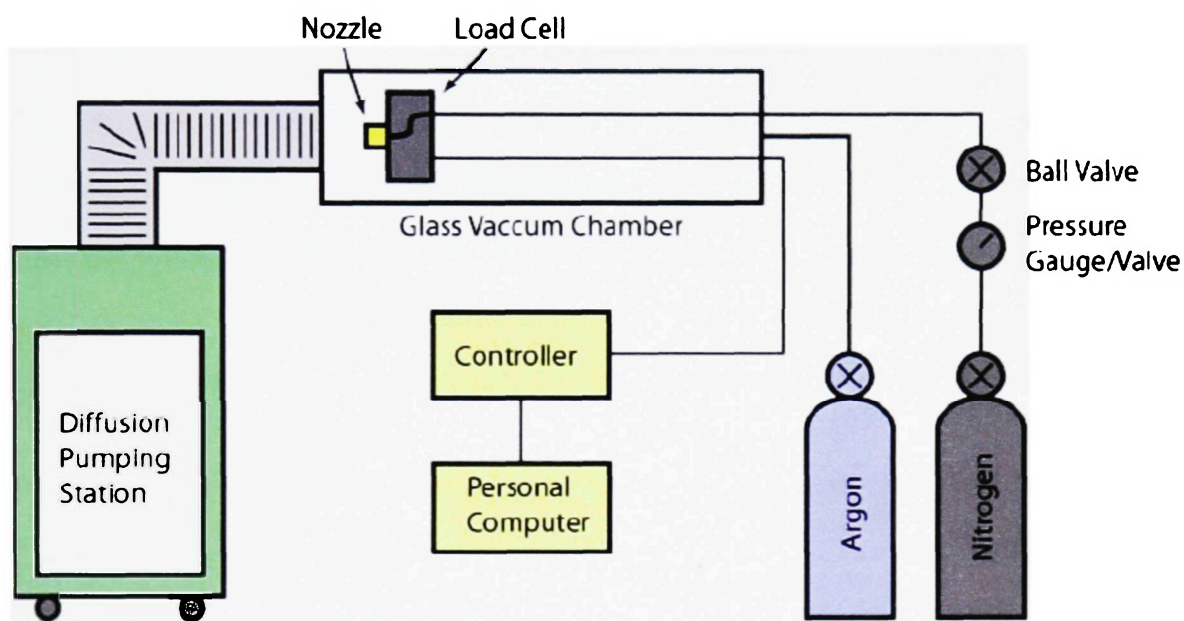 Nozzle
Load Cell
Glass Vaccum Chamber
Ball Valve
Pressure
Gauge/Valve
Controller
Personal
Computer
Diffusion
Pumping
Station
Argon
Nitrogen